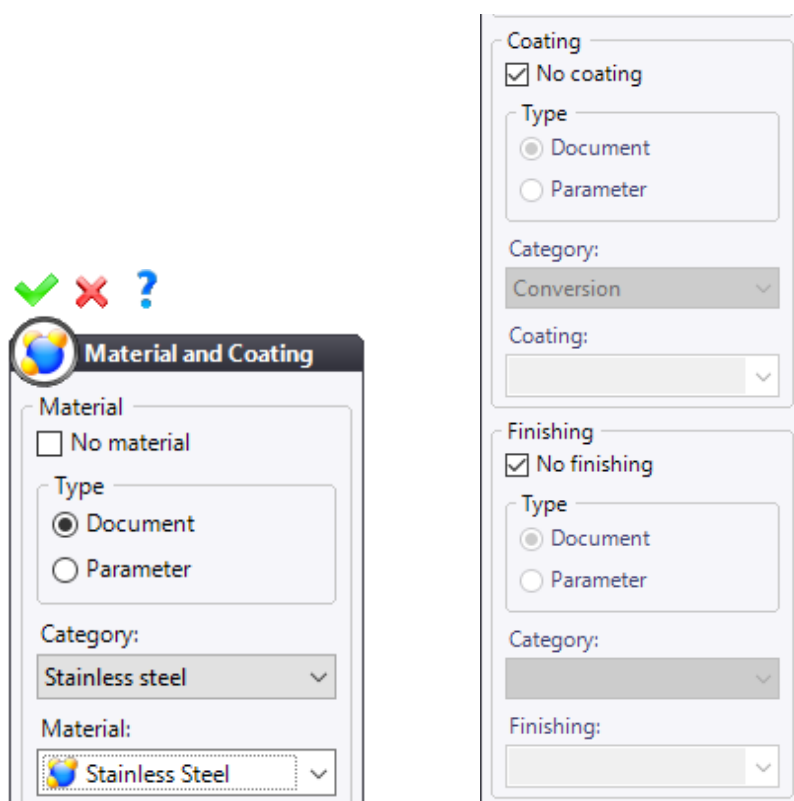 Material and Coating
Material
No material
Type
Document
Parameter
Category:
Stainless steel
Material:
Stainless Steel
Coating
No coating
Type
Document
Parameter
Category:
Conversion
Coating:
Finishing
No finishing
Type
Document
Parameter
Category:
Finishing: